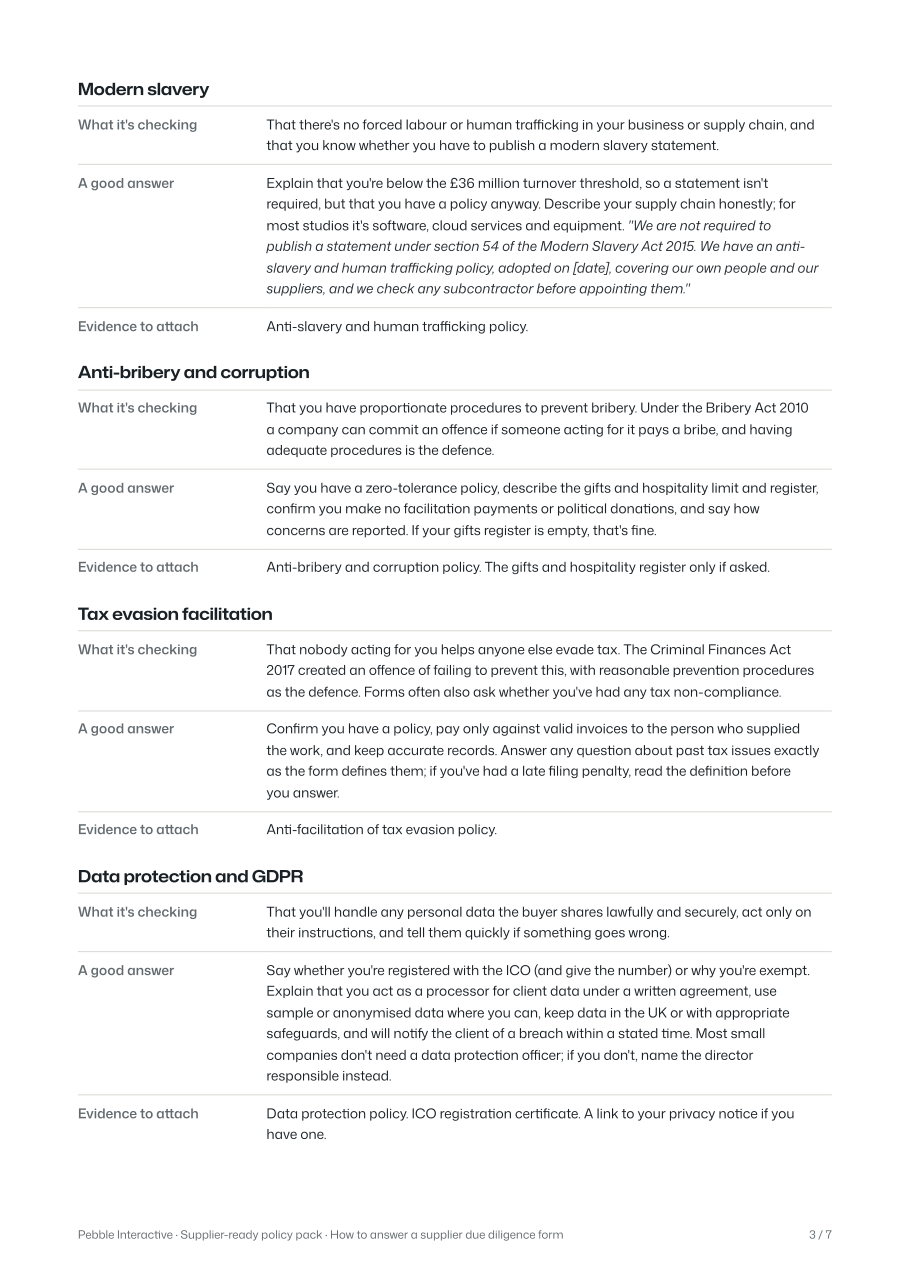 Modern slavery
What it's checking
That there's no forced labour or human trafficking in your business or supply chain, and
that you know whether you have to publish a modern slavery statement.
A good answer
Explain that you're below the £36 million turnover threshold, so a statement isn't
required, but that you have a policy anyway. Describe your supply chain honestly; for
most studios it's software, cloud services and equipment. "We are not required to
publish a statement under section 54 of the Modern Slavery Act 2015. We have an anti-
slavery and human trafficking policy, adopted on [date], covering our own people and our
suppliers, and we check any subcontractor before appointing them."
Evidence to attach
Anti-slavery and human trafficking policy.
Anti-bribery and corruption
What it's checking
That you have proportionate procedures to prevent bribery. Under the Bribery Act 2010
a company can commit an offence if someone acting for it pays a bribe, and having
adequate procedures is the defence.
A good answer
Say you have a zero-tolerance policy, describe the gifts and hospitality limit and register,
confirm you make no facilitation payments or political donations, and say how
concerns are reported. If your gifts register is empty, that's fine.
Evidence to attach
Anti-bribery and corruption policy. The gifts and hospitality register only if asked.
Tax evasion facilitation
What it's checking
That nobody acting for you helps anyone else evade tax. The Criminal Finances Act
2017 created an offence of failing to prevent this, with reasonable prevention procedures
as the defence. Forms often also ask whether you've had any tax non-compliance.
A good answer
Confirm you have a policy, pay only against valid invoices to the person who supplied
the work, and keep accurate records. Answer any question about past tax issues exactly
as the form defines them; if you've had a late filing penalty, read the definition before
you answer.
Evidence to attach
Anti-facilitation of tax evasion policy.
Data protection and GDPR
What it's checking
That you'll handle any personal data the buyer shares lawfully and securely, act only on
their instructions, and tell them quickly if something goes wrong.
A good answer
Say whether you're registered with the ICO (and give the number) or why you're exempt.
Explain that you act as a processor for client data under a written agreement, use
sample or anonymised data where you can, keep data in the UK or with appropriate
safeguards, and will notify the client of a breach within a stated time. Most small
companies don't need a data protection officer; if you don't, name the director
responsible instead.
Evidence to attach
Data protection policy. ICO registration certificate. A link to your privacy notice if you
have one.
Pebble Interactive · Supplier-ready policy pack · How to answer a supplier due diligence form
3 / 7